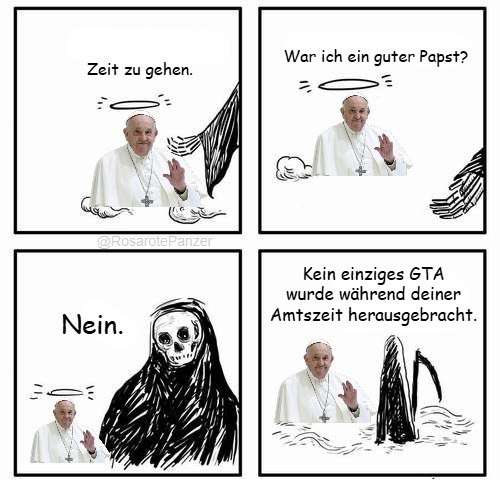 Zeit zu gehen.
War ich ein guter Papst?
@RosarotePanzer
Nein.
Kein einziges GTA
wurde während deiner
Amtszeit herausgebracht.